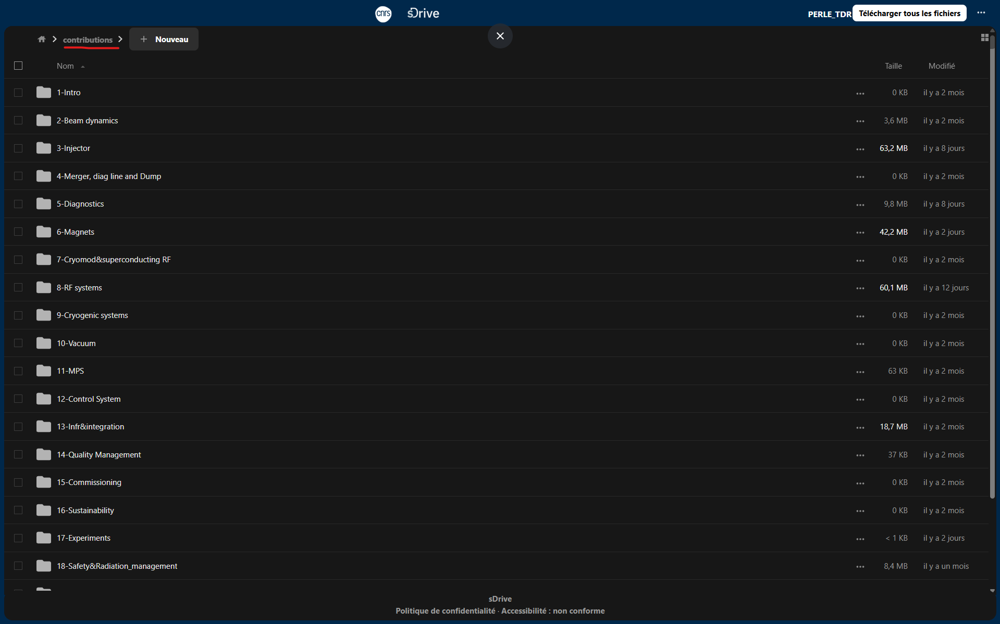 cnrs sDrive PERLE_TDR Télécharger tous les fichiers
contributions Nouveau
Nom Taille Modifié
1-Intro 0 KB il y a 2 mois
2-Beam dynamics 3,6 MB il y a 2 mois
3-Injector 63,2 MB il y a 8 jours
4-Merger, diag line and Dump 0 KB il y a 2 mois
5-Diagnostics 9,8 MB il y a 8 jours
6-Magnets 42,2 MB il y a 2 jours
7-Cryomod&superconducting RF 0 KB il y a 2 mois
8-RF systems 60,1 MB il y a 12 jours
9-Cryogenic systems 0 KB il y a 2 mois
10-Vacuum 0 KB il y a 2 mois
11-MPS 63 KB il y a 2 mois
12-Control System 0 KB il y a 2 mois
13-Infr&integration 18,7 MB il y a 2 mois
14-Quality Management 37 KB il y a 2 mois
15-Commissioning 0 KB il y a 2 mois
16-Sustainability 0 KB il y a 2 mois
17-Experiments < 1 KB il y a 2 jours
18-Safety&Radiation_management 8,4 MB il y a un mois
sDrive
Politique de confidentialité · Accessibilité : non conforme